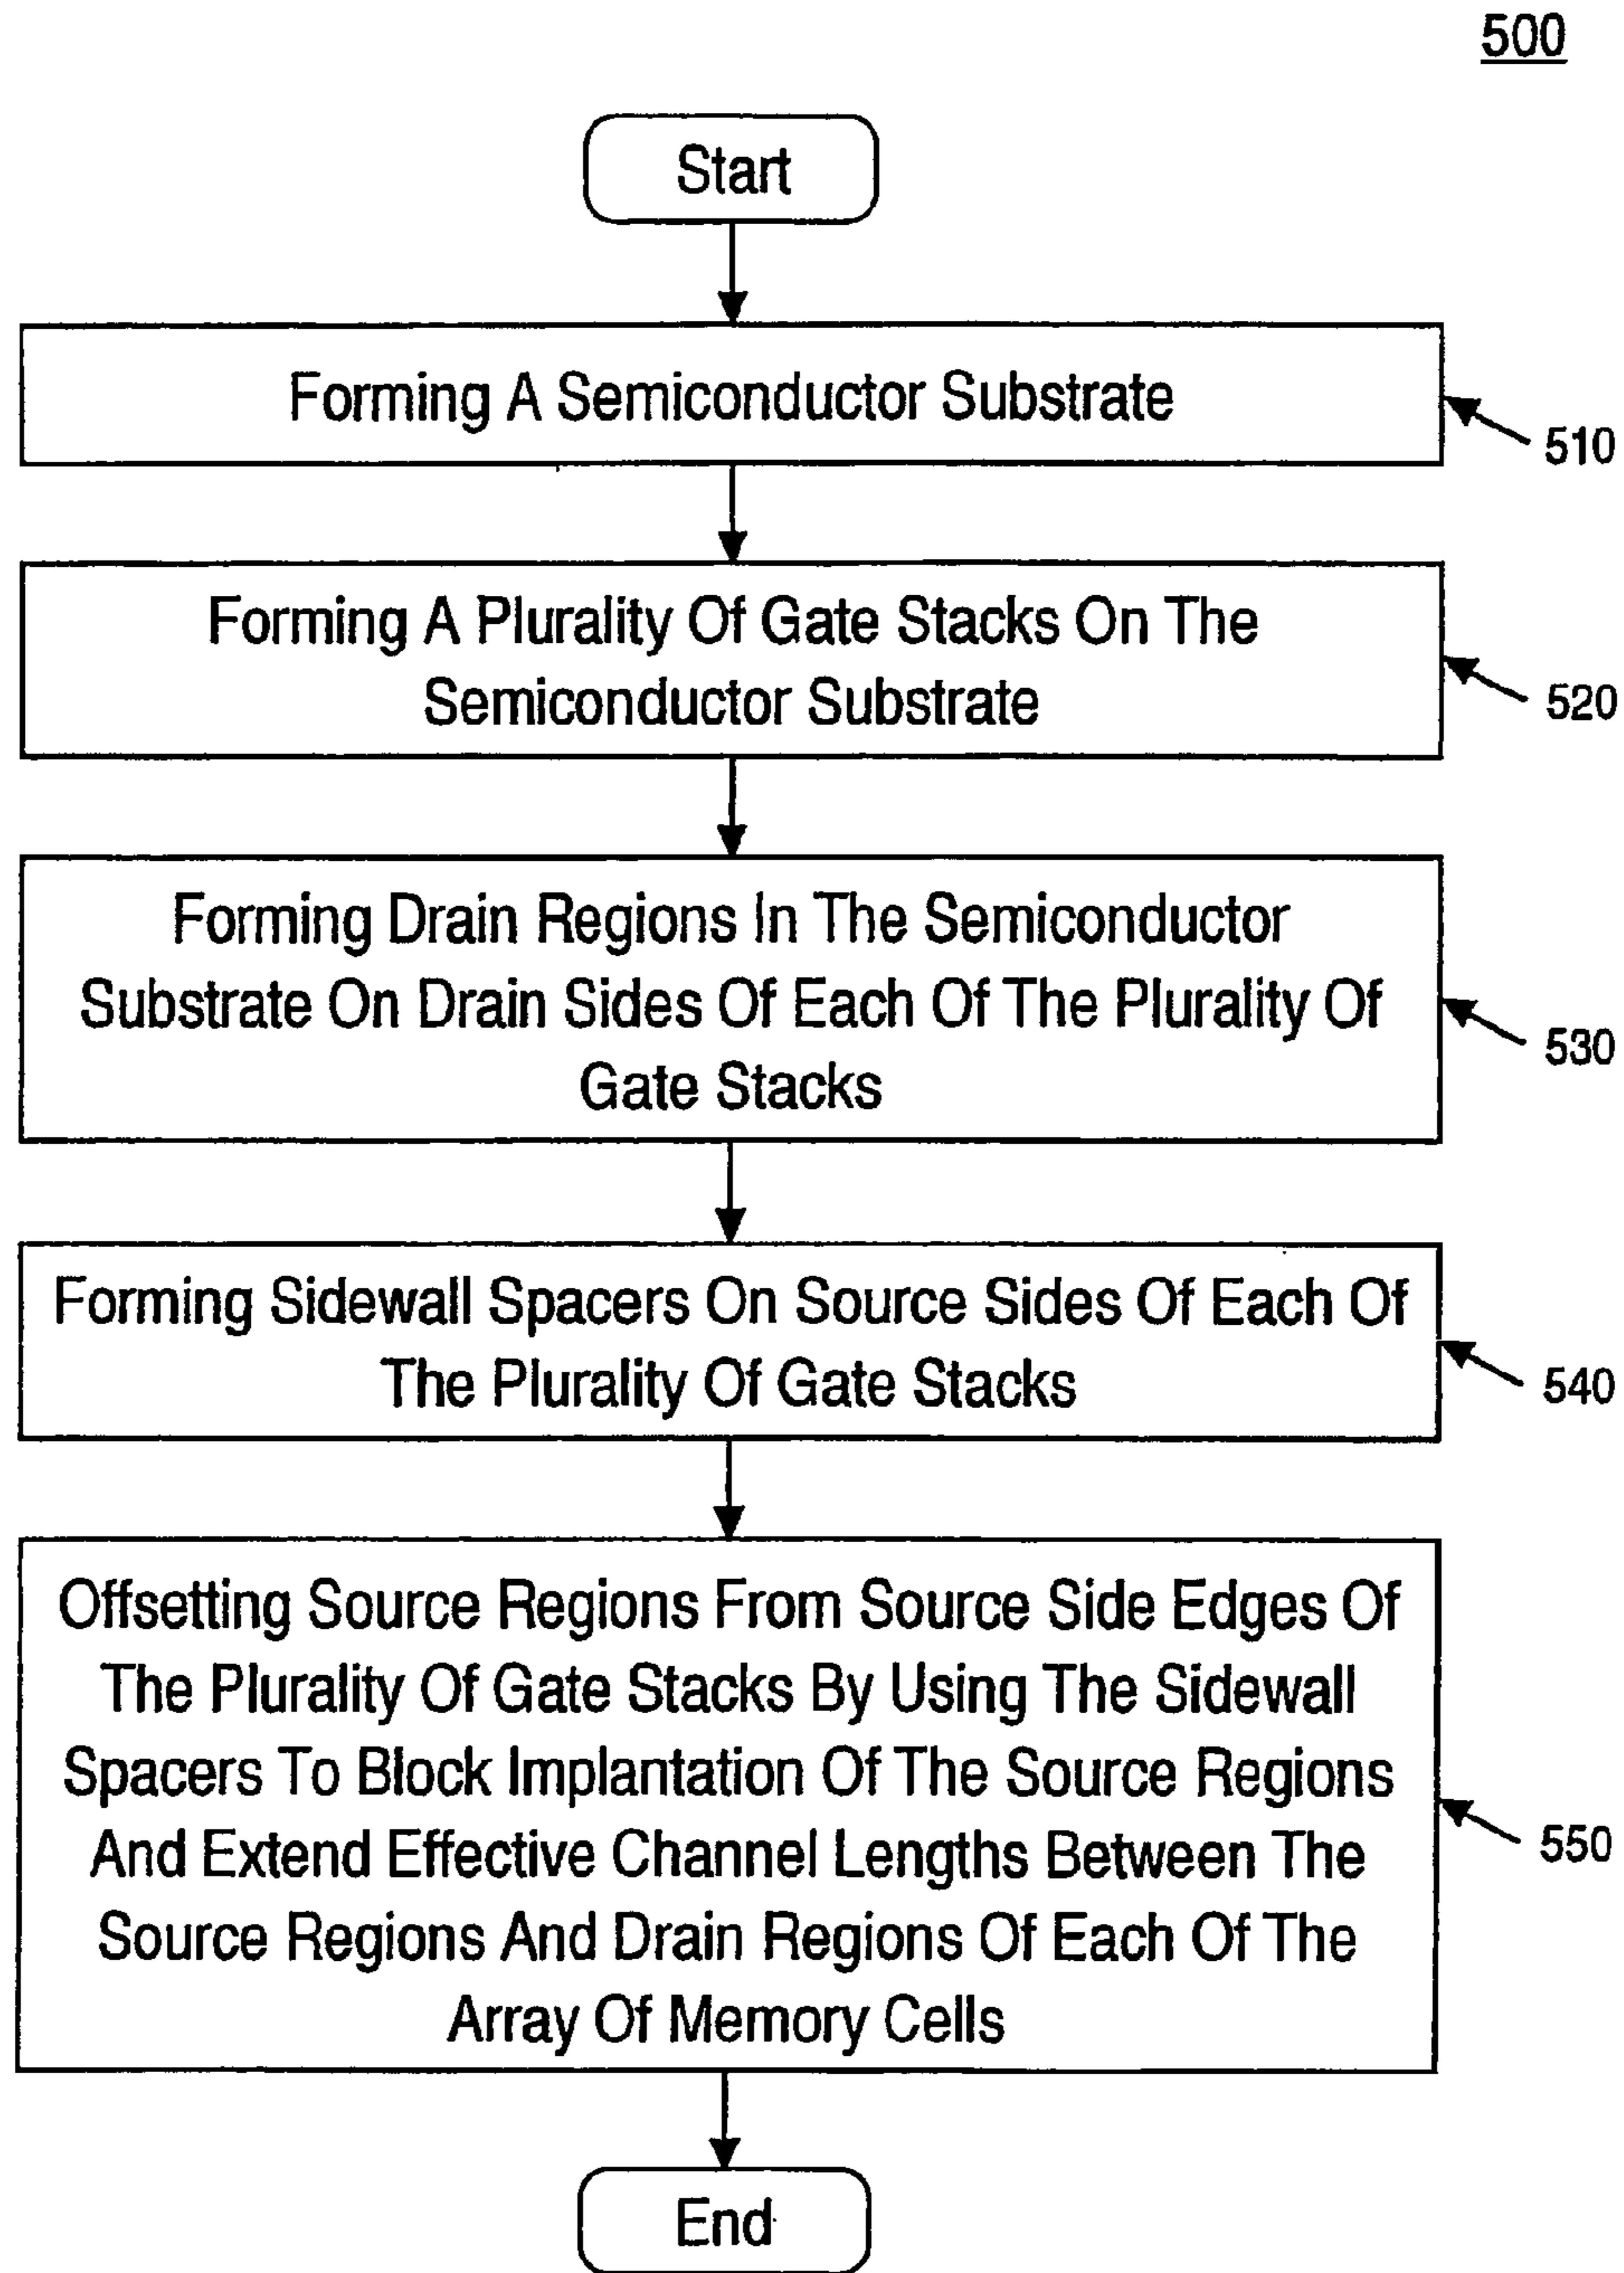 500
Start
Forming A Semiconductor Substrate
510
Forming A Plurality Of Gate Stacks On The
Semiconductor Substrate
520
Forming Drain Regions In The Semiconductor
Substrate On Drain Sides Of Each Of The Plurality Of
Gate Stacks
530
Forming Sidewall Spacers On Source Sides Of Each Of
The Plurality Of Gate Stacks
540
Offsetting Source Regions From Source Side Edges Of
The Plurality Of Gate Stacks By Using The Sidewall
Spacers To Block Implantation Of The Source Regions
And Extend Effective Channel Lengths Between The
Source Regions And Drain Regions Of Each Of The
Array Of Memory Cells
550
End